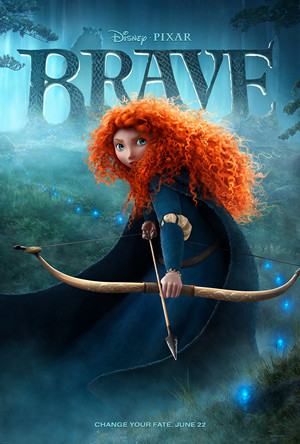 Disney · PIXAR
BRAVE
CHANGE YOUR FATE. JUNE 22